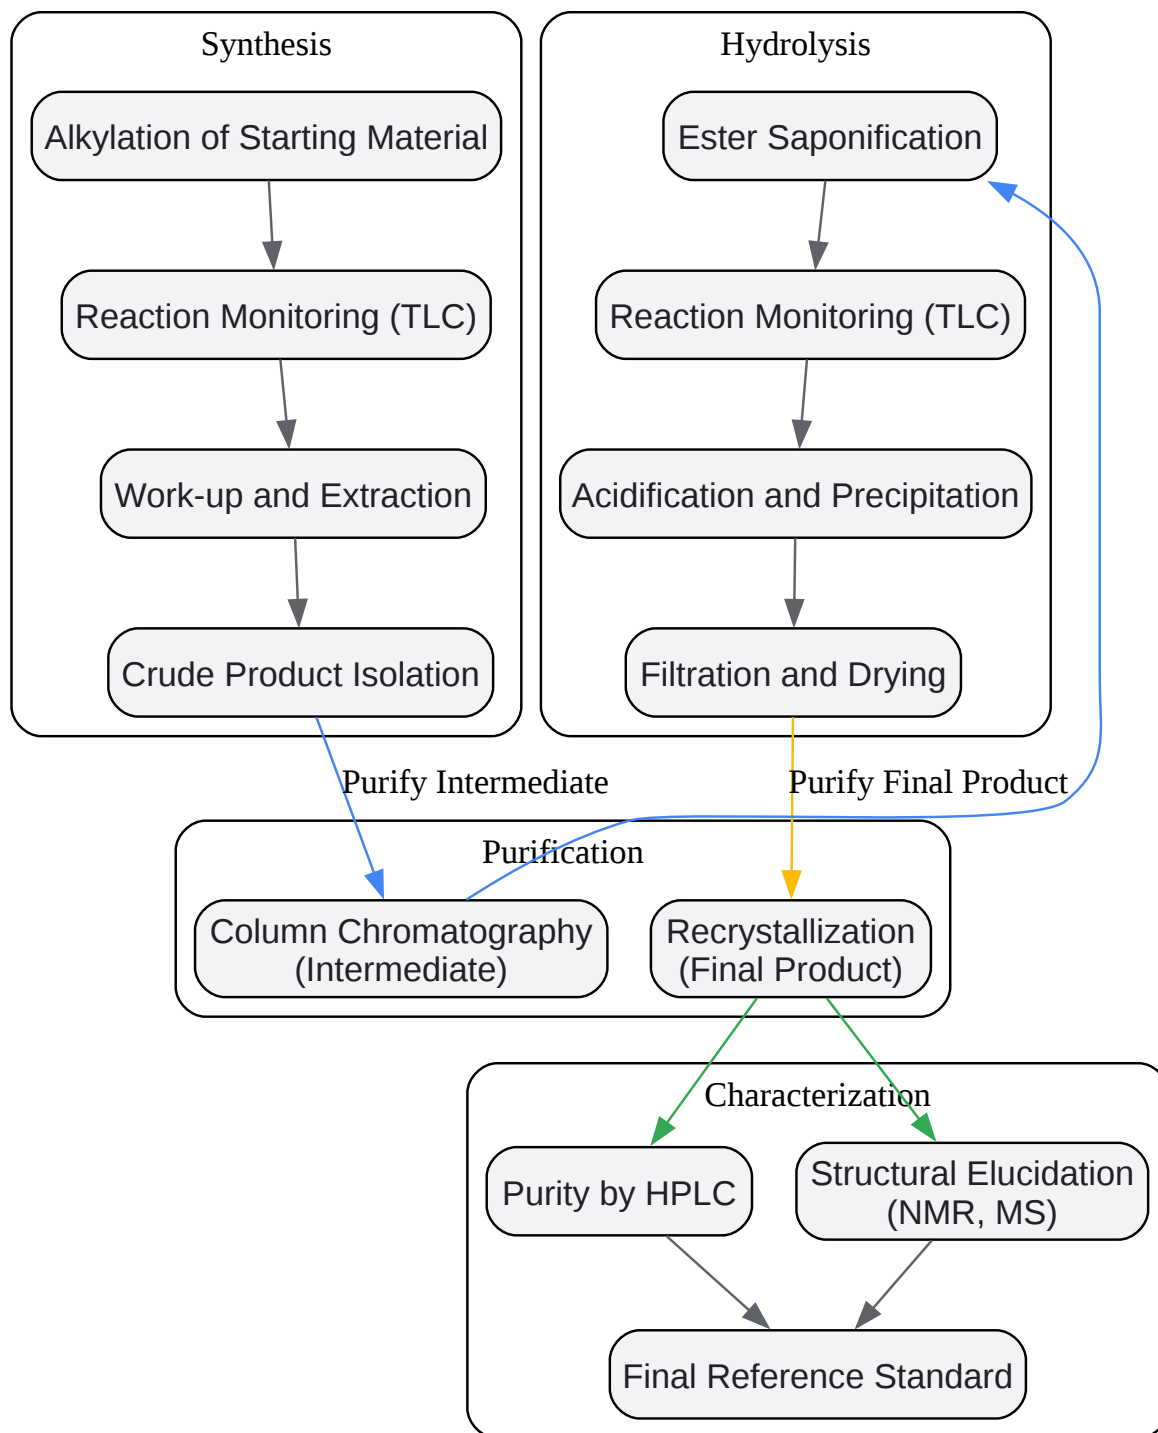 Synthesis
Alkylation of Starting Material
Reaction Monitoring (TLC)
Work-up and Extraction
Crude Product Isolation
Hydrolysis
Ester Saponification
Reaction Monitoring (TLC)
Acidification and Precipitation
Filtration and Drying
Purify Intermediate
Purify Final Product
Purification
Column Chromatography
(Intermediate)
Recrystallization
(Final Product)
Characterization
Purity by HPLC
Structural Elucidation
(NMR, MS)
Final Reference Standard